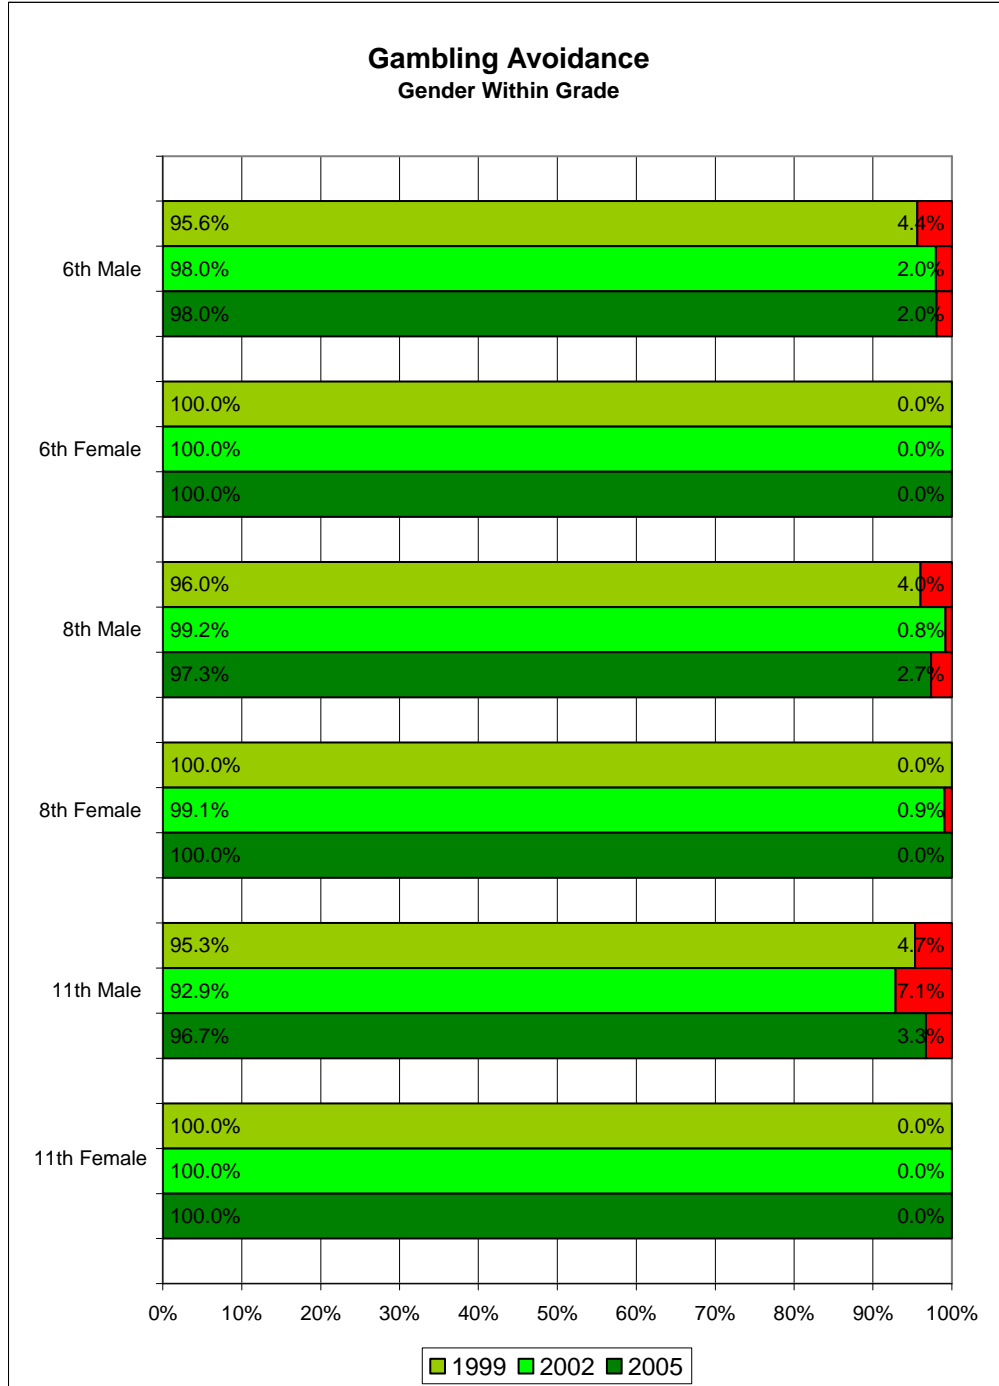 Gambling Avoidance
Gender Within Grade
6th Male
95.6% 4.4%
98.0% 2.0%
98.0% 2.0%
6th Female
100.0% 0.0%
100.0% 0.0%
100.0% 0.0%
8th Male
96.0% 4.0%
99.2% 0.8%
97.3% 2.7%
8th Female
100.0% 0.0%
99.1% 0.9%
100.0% 0.0%
11th Male
95.3% 4.7%
92.9% 7.1%
96.7% 3.3%
11th Female
100.0% 0.0%
100.0% 0.0%
100.0% 0.0%
0% 10% 20% 30% 40% 50% 60% 70% 80% 90% 100%
1999 2002 2005